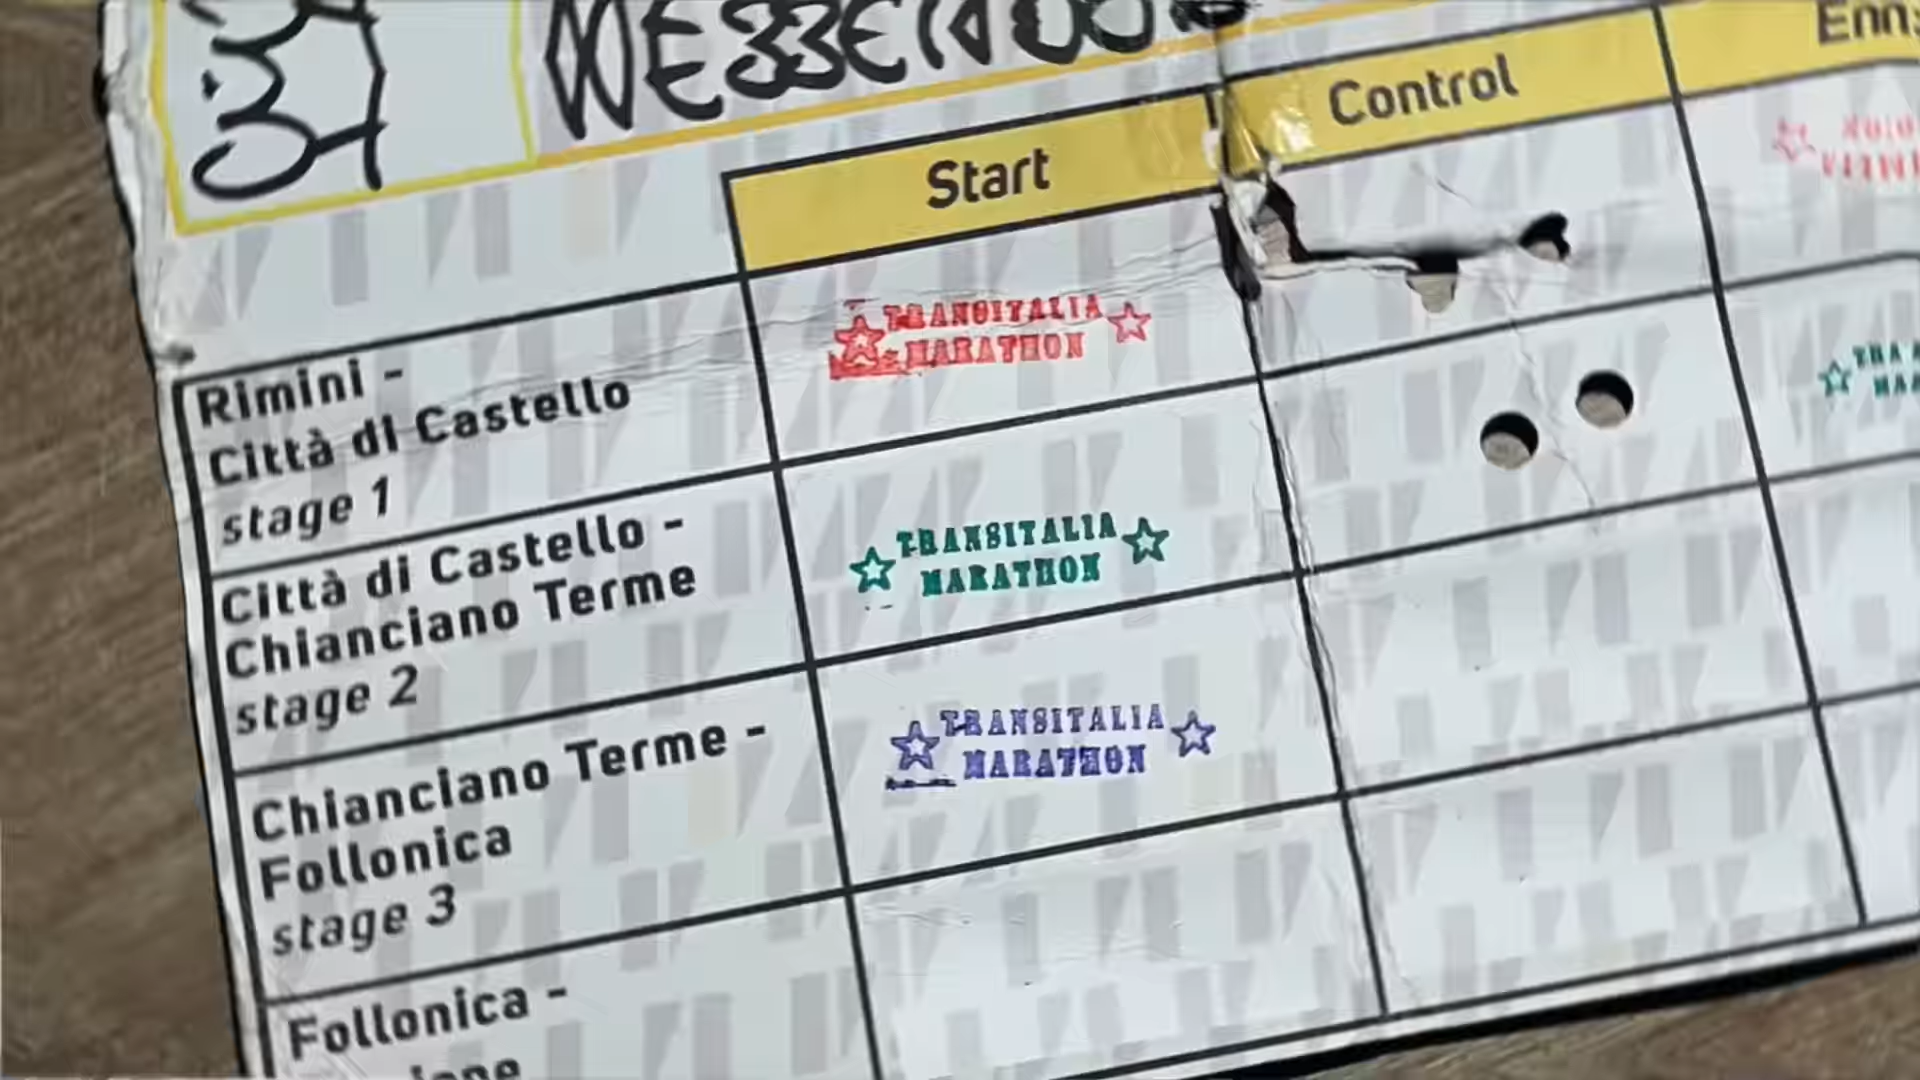 Start
Control
Rimini -
Città di Castello
stage 1
TRANSITALIA
MARATHON
Città di Castello -
Chianciano Terme
stage 2
TRANSITALIA
MARATHON
Chianciano Terme -
Follonica
stage 3
TRANSITALIA
MARATHON
Follonica -